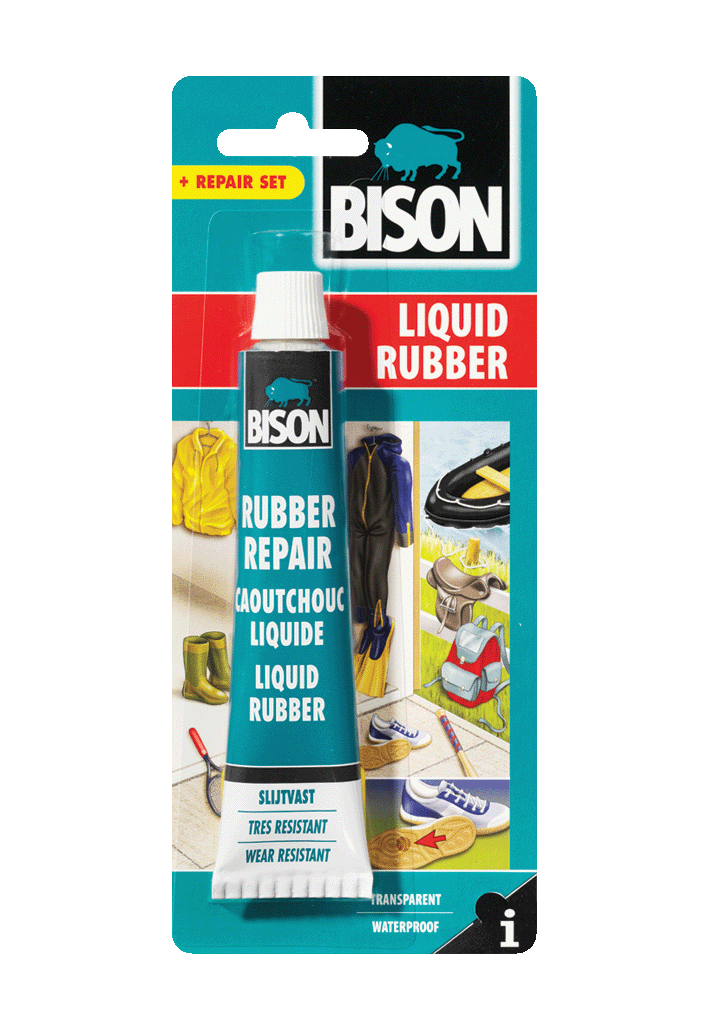 + REPAIR SET
BISON
LIQUID
RUBBER
BISON
RUBBER
REPAIR
CAOUTCHOUC
LIQUIDE
LIQUID
RUBBER
SLIJTVAST
TRES RESISTANT
WEAR RESISTANT
TRANSPARENT
WATERPROOF
i